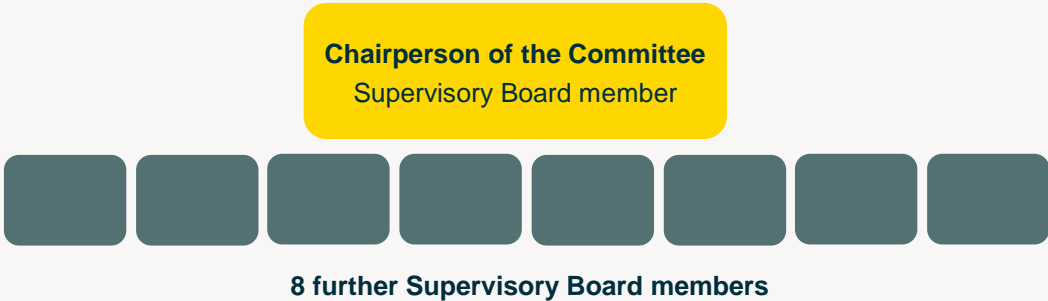 Chairperson of the Committee
Supervisory Board member
8 further Supervisory Board members